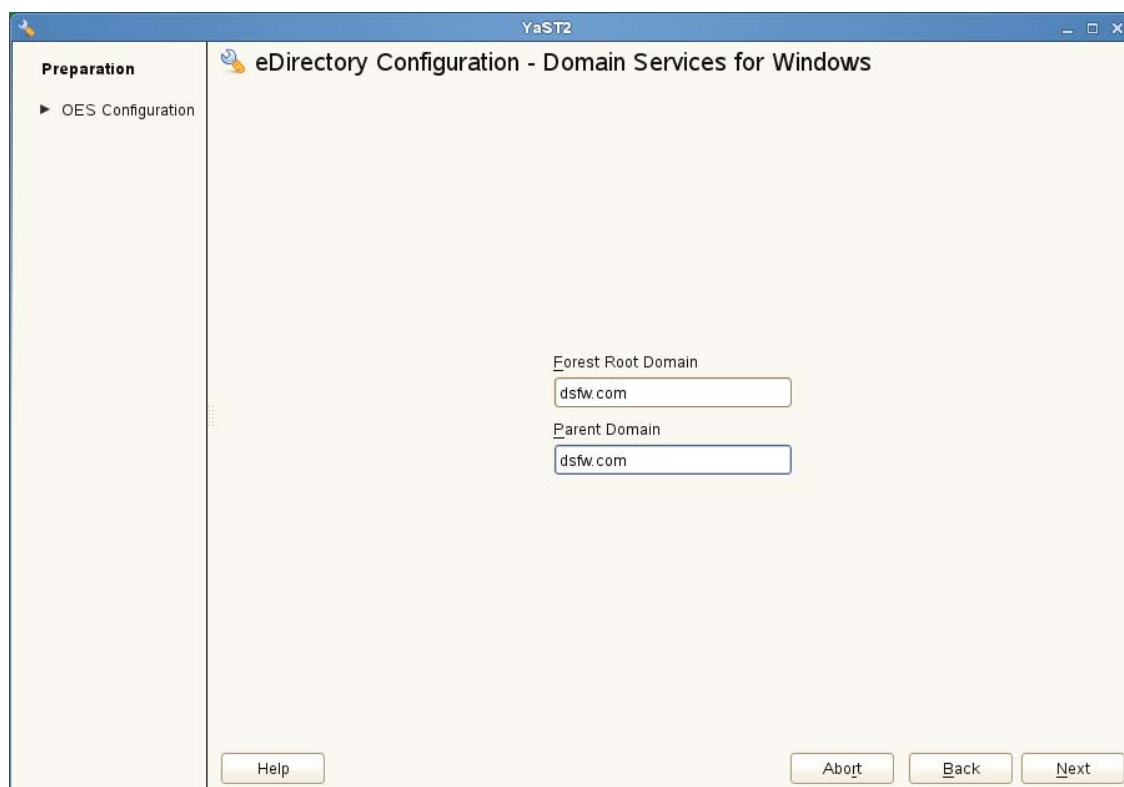 YaST2
Preparation
OES Configuration
eDirectory Configuration - Domain Services for Windows
Forest Root Domain
dsfw.com
Parent Domain
dsfw.com
Help
Abort
Back
Next